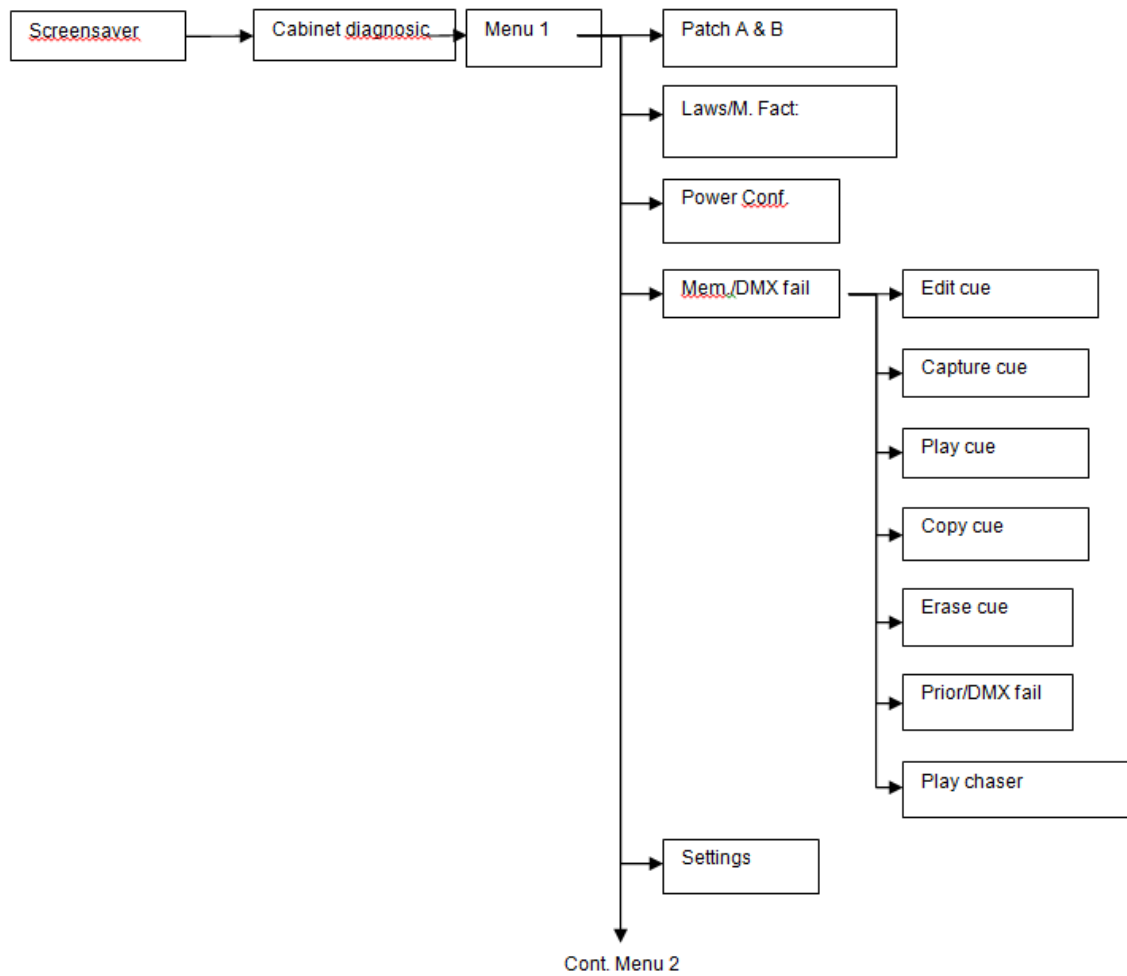 Screensaver
Cabinet diagnosic
Menu 1
Patch A & B
Laws/M. Fact:
Power Conf.
Mem./DMX fail
Edit cue
Capture cue
Play cue
Copy cue
Erase cue
Prior/DMX fail
Play chaser
Settings
Cont. Menu 2